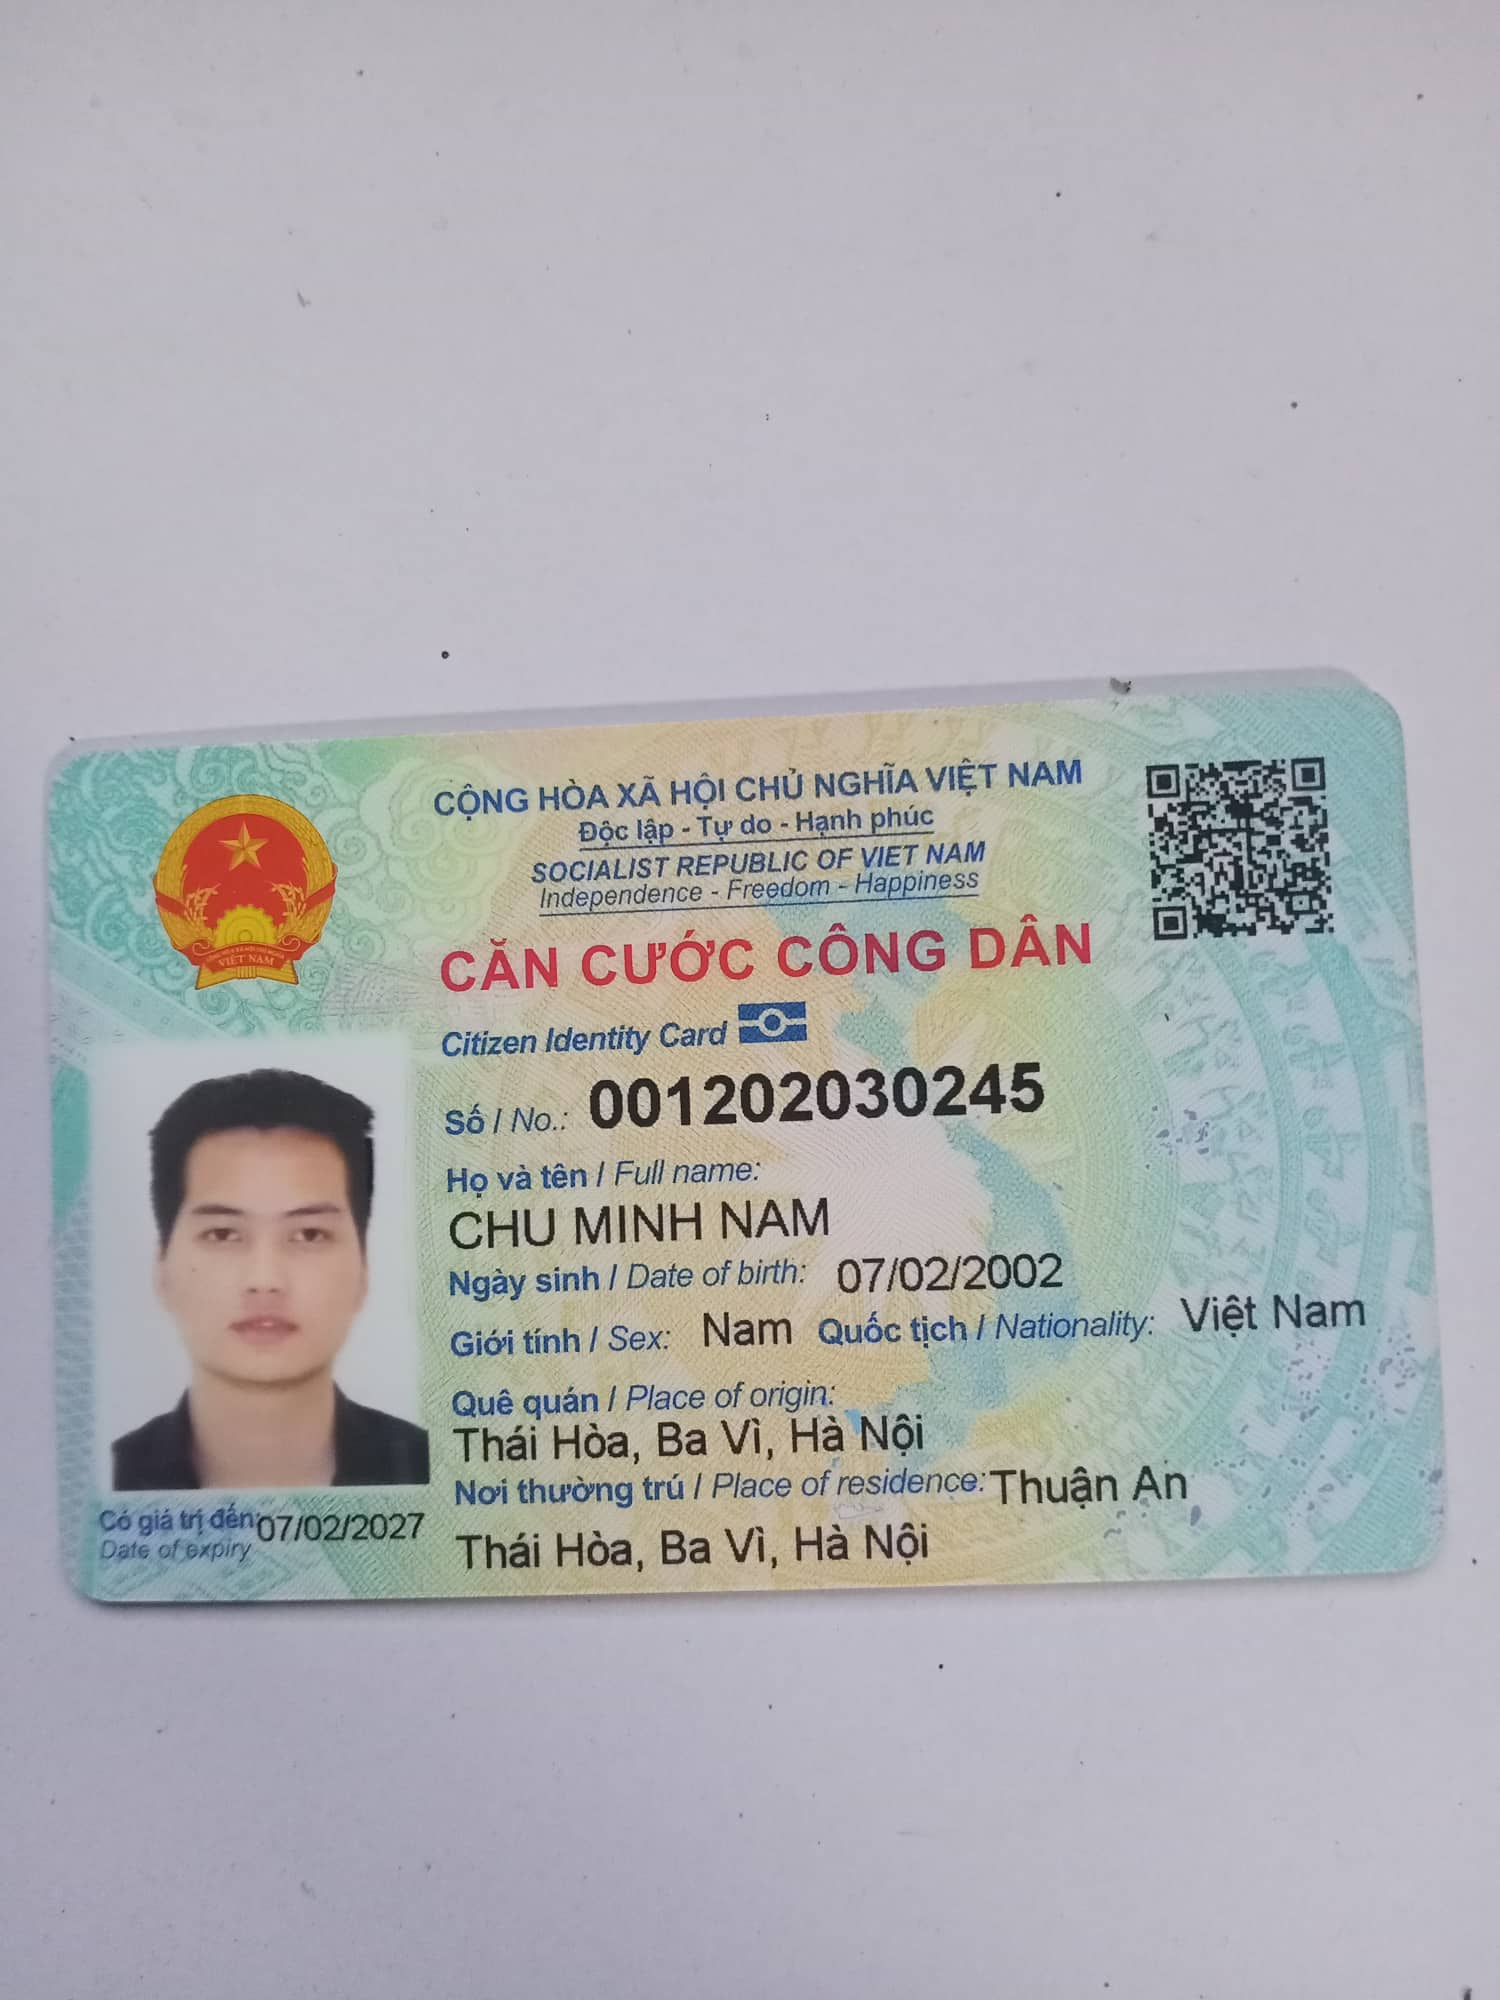 CỘNG HÒA XÃ HỘI CHỦ NGHĨA VIỆT NAM
Độc lập - Tự do - Hạnh phúc
SOCIALIST REPUBLIC OF VIET NAM
Independence - Freedom - Happiness
VIỆT NAM
CĂN CƯỚC CÔNG DÂN
Citizen Identity Card
Số / No.: 001202030245
Họ và tên / Full name:
CHU MINH NAM
Ngày sinh / Date of birth: 07/02/2002
Giới tính / Sex: Nam Quốc tịch / Nationality: Việt Nam
Quê quán / Place of origin:
Thái Hòa, Ba Vì, Hà Nội
Nơi thường trú / Place of residence: Thuận An
Thái Hòa, Ba Vì, Hà Nội
Có giá trị đến: 07/02/2027
Date of expiry